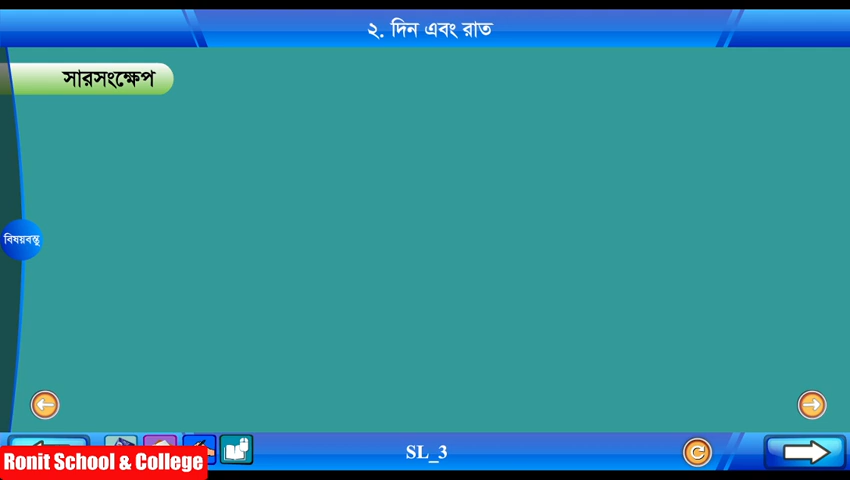 ২. দিন এবং রাত
সারসংক্ষেপ
বিষয়বস্তু
SL_3
Ronit School & College